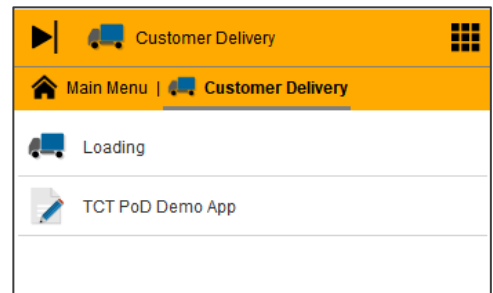 Customer Delivery
Main Menu | Customer Delivery
Loading
TCT PoD Demo App